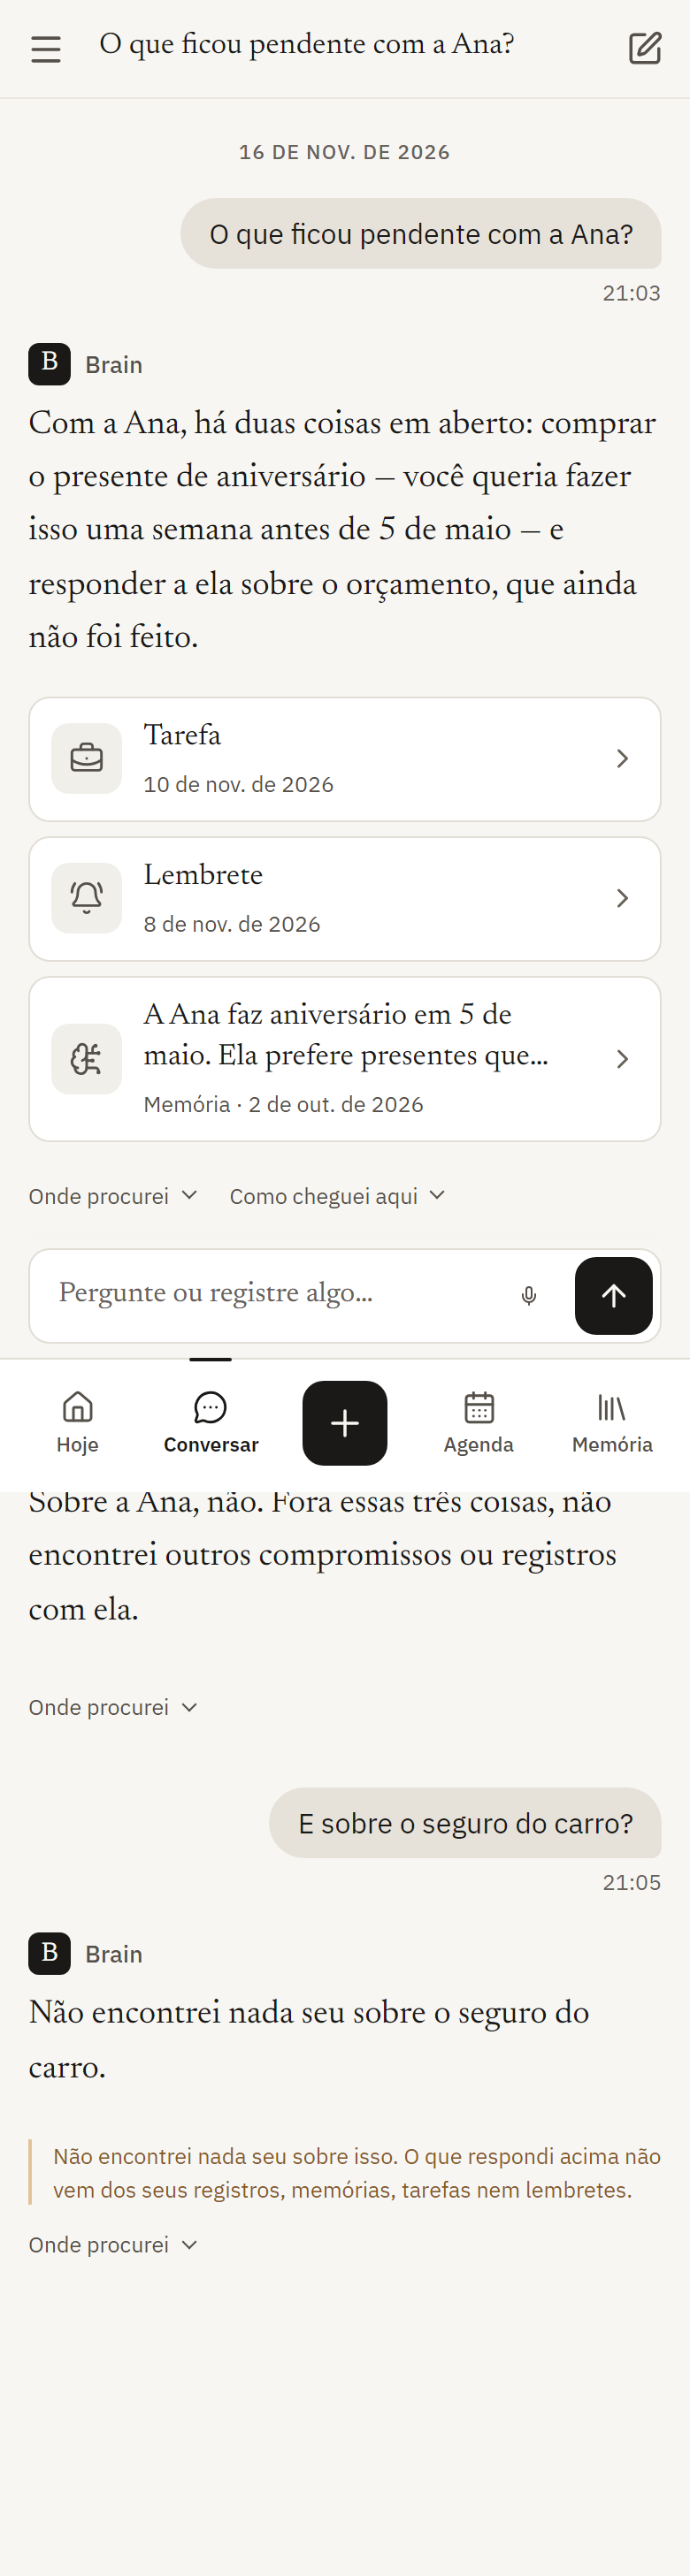 O que ficou pendente com a Ana?
16 DE NOV. DE 2026
O que ficou pendente com a Ana?
21:03
B Brain
Com a Ana, há duas coisas em aberto: comprar
o presente de aniversário — você queria fazer
isso uma semana antes de 5 de maio — e
responder a ela sobre o orçamento, que ainda
não foi feito.
Tarefa
10 de nov. de 2026
Lembrete
8 de nov. de 2026
A Ana faz aniversário em 5 de
maio. Ela prefere presentes que...
Memória · 2 de out. de 2026
Onde procurei Como cheguei aqui
Pergunte ou registre algo...
Hoje Conversar Agenda Memória
Sobre a Ana, não. Fora essas três coisas, não
encontrei outros compromissos ou registros
com ela.
Onde procurei
E sobre o seguro do carro?
21:05
B Brain
Não encontrei nada seu sobre o seguro do
carro.
Não encontrei nada seu sobre isso. O que respondi acima não
vem dos seus registros, memórias, tarefas nem lembretes.
Onde procurei